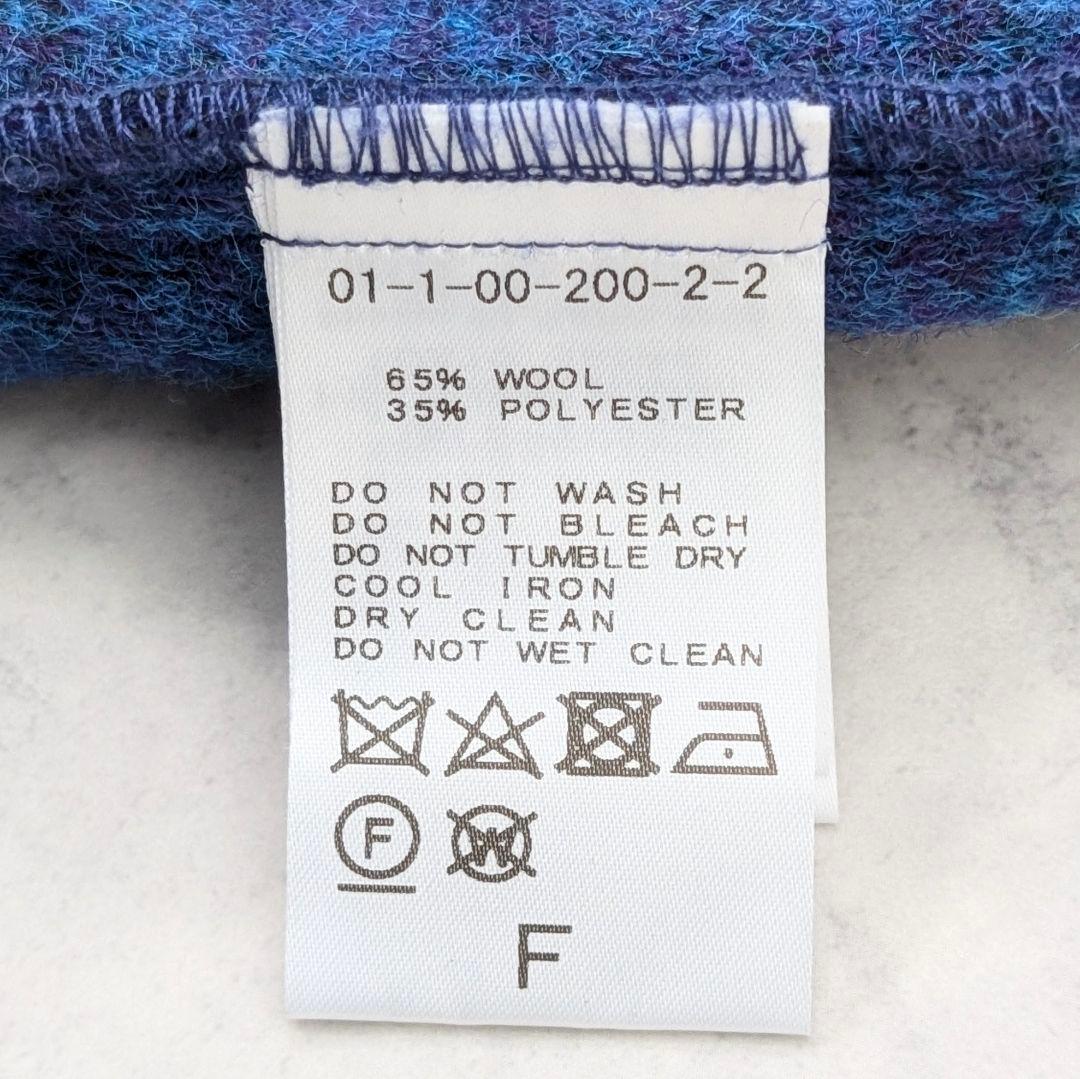 01-1-00-200-2-2
65% WOOL
35% POLYESTER
DO NOT WASH
DO NOT BLEACH
DO NOT TUMBLE DRY
COOL IRON
DRY CLEAN
DO NOT WET CLEAN
F W
F